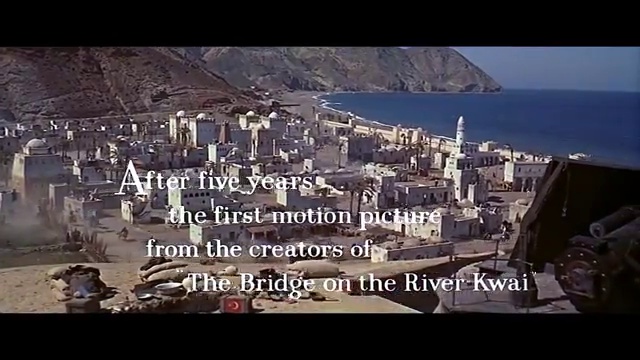 After five years
the first motion picture
from the creators of
"The Bridge on the River Kwai"